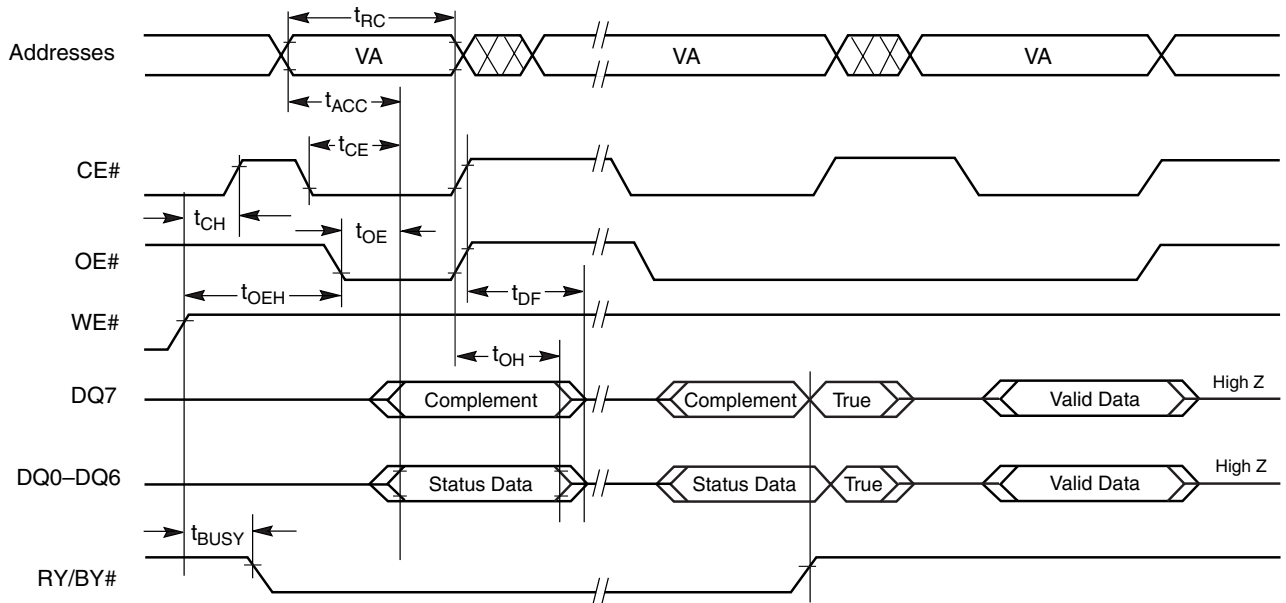 tRC
Addresses VA VA VA
tACC
tCE
CE#
tCH tOE
OE#
tOEH tDF
WE#
tOH
DQ7 Complement Complement True Valid Data High Z
DQ0–DQ6 Status Data Status Data True Valid Data High Z
tBUSY
RY/BY#